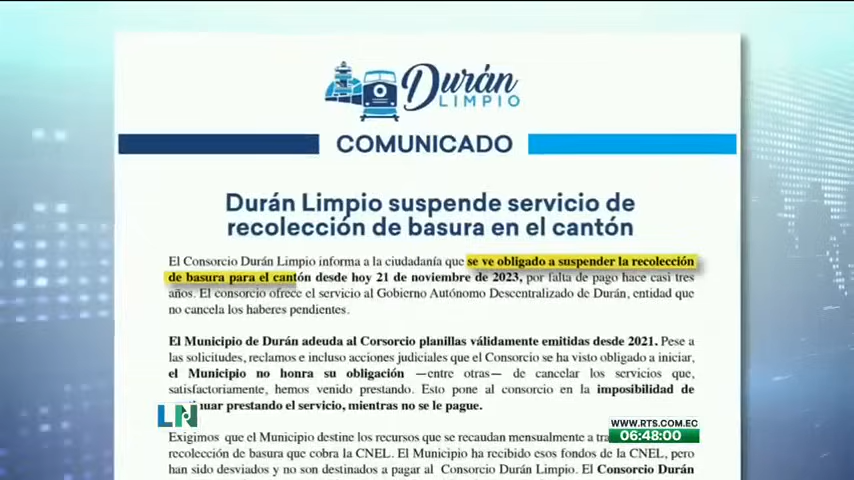 Durán
LIMPIO
COMUNICADO
Durán Limpio suspende servicio de
recolección de basura en el cantón
El Consorcio Durán Limpio informa a la ciudadanía que se ve obligado a suspender la recolección
de basura para el cantón desde hoy 21 de noviembre de 2023, por falta de pago hace casi tres
años. El consorcio ofrece el servicio al Gobierno Autónomo Descentralizado de Durán, entidad que
no cancela los haberes pendientes.
El Municipio de Durán adeuda al Corsorcio planillas válidamente emitidas desde 2021. Pese a
las solicitudes, reclamos e incluso acciones judiciales que el Consorcio se ha visto obligado a iniciar,
el Municipio no honra su obligación —entre otras— de cancelar los servicios que,
satisfactoriamente, hemos venido prestando. Esto pone al consorcio en la imposibilidad de
nuar prestando el servicio, mientras no se le pague.
LN
WWW.RTS.COM.EC
06:48:00
Exigimos que el Municipio destine los recursos que se recaudan mensualmente a
recolección de basura que cobra la CNEL. El Municipio ha recibido esos fondos de la CNEL, pero
han sido desviados y no son destinados a pagar al Consorcio Durán Limpio. El Consorcio Durán